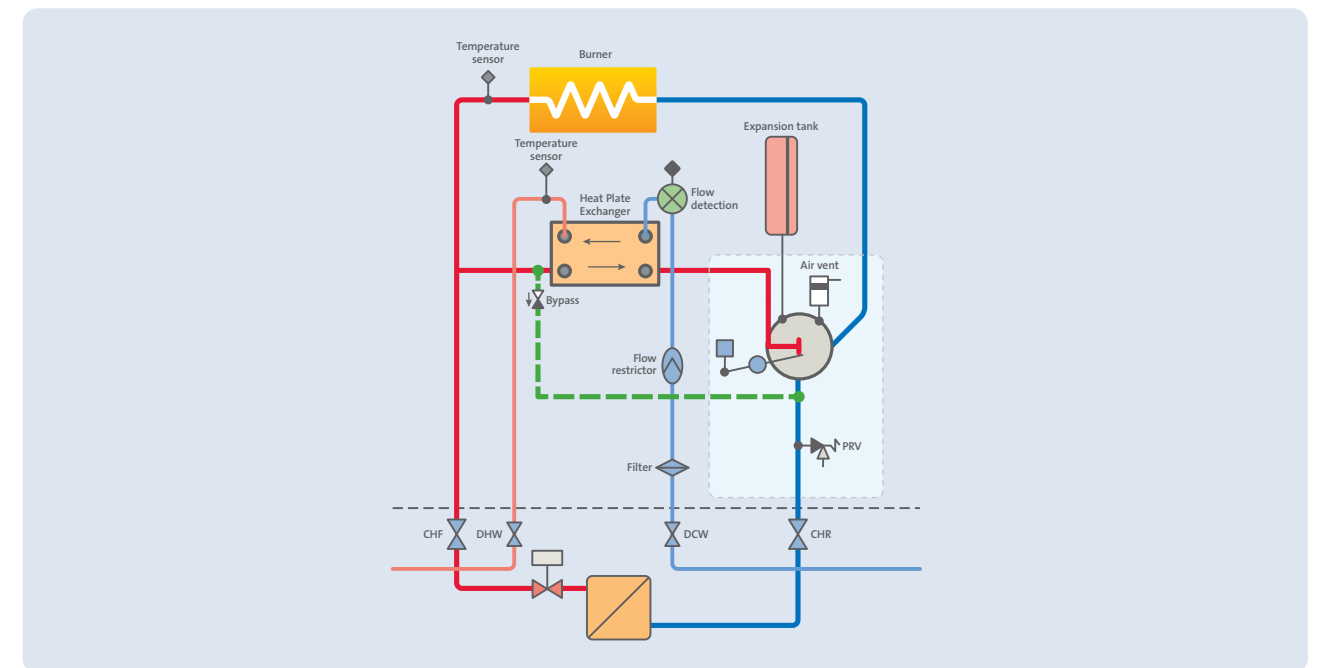 Temperature
sensor
Burner
Expansion tank
Temperature
sensor
Heat Plate
Exchanger
Flow
detection
Air vent
Bypass
Flow
restrictor
PRV
Filter
CHF
DHW
DCW
CHR